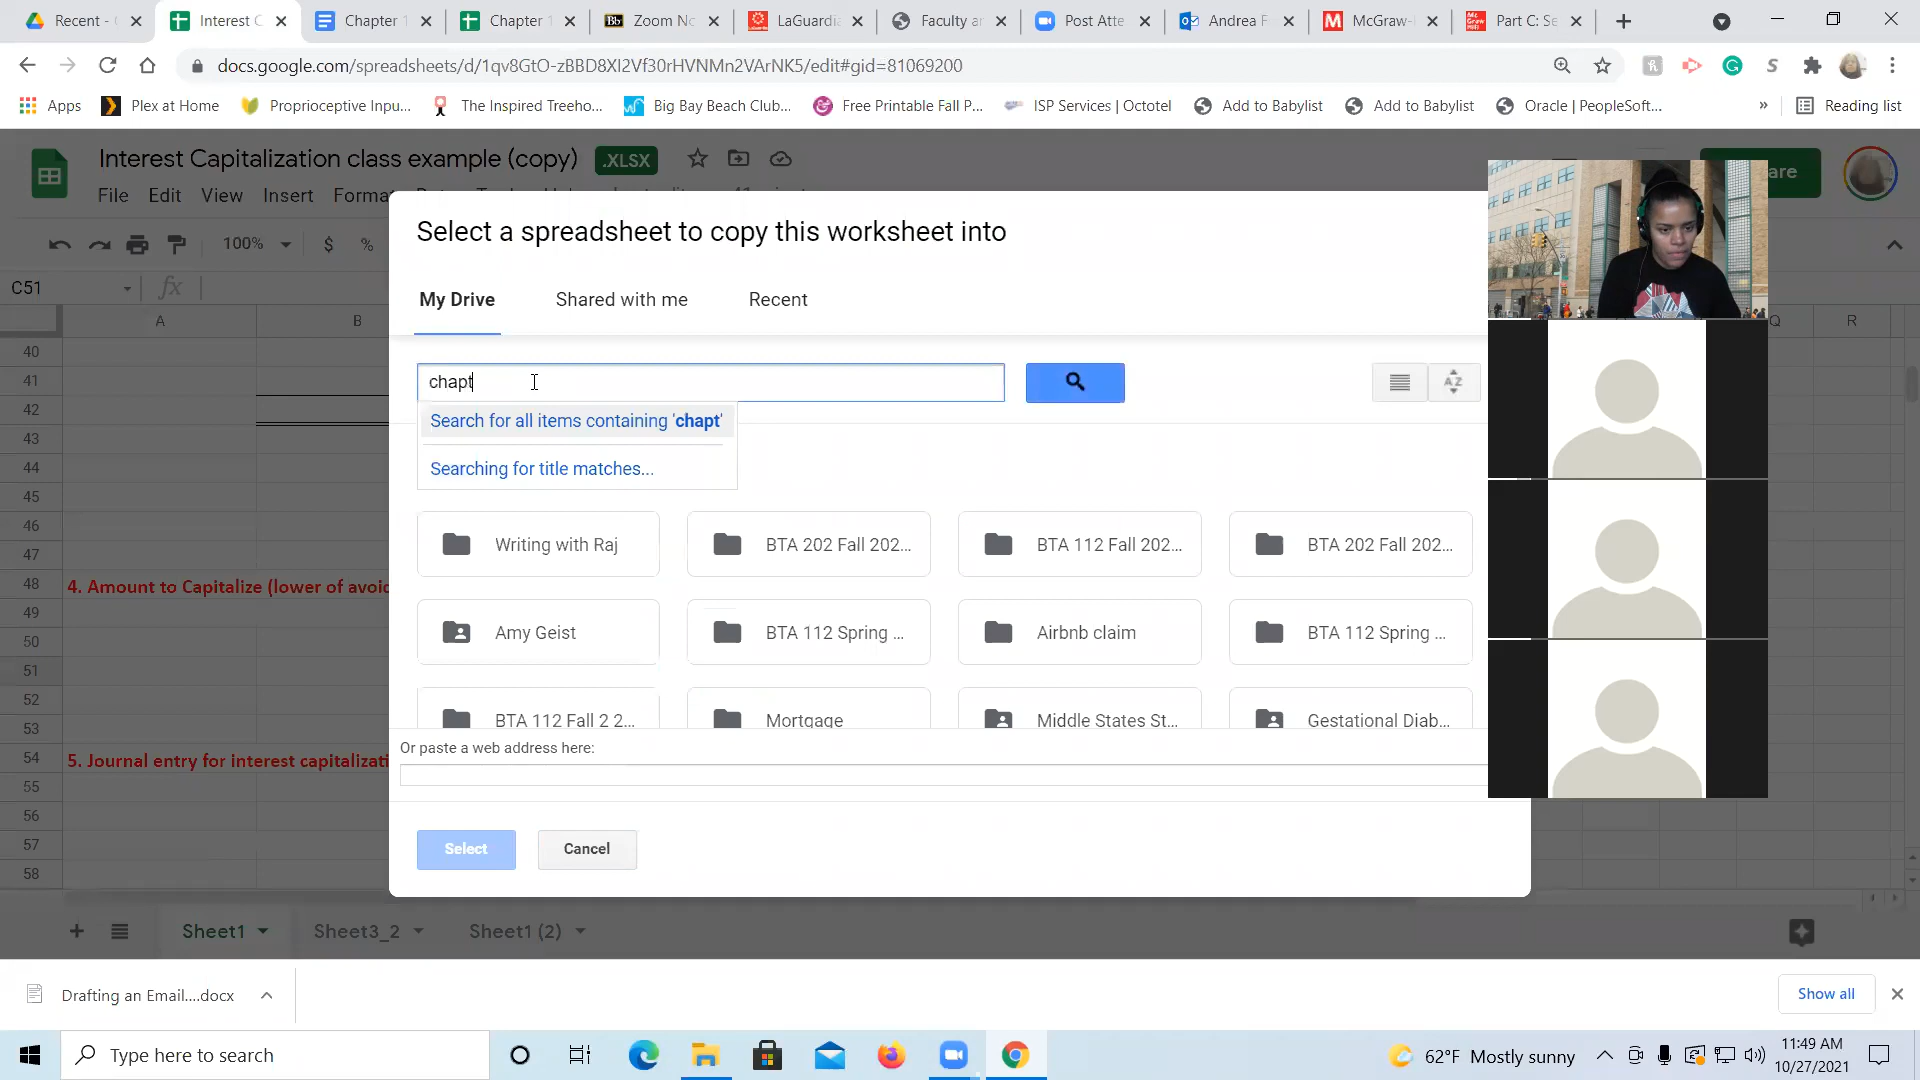 Recent -
Interest C
Chapter 1
Chapter 1
Zoom No
LaGuardia
Faculty a
Post Atte
Andrea F
McGraw-
Part C: Se
docs.google.com/spreadsheets/d/1qv8GtO-zBBD8XI2Vf30rHVNMn2VArNK5/edit#gid=81069200
Apps
Plex at Home
Proprioceptive Inpu...
The Inspired Treeho...
Big Bay Beach Club...
Free Printable Fall P...
ISP Services | Octotel
Add to Babylist
Add to Babylist
Oracle | PeopleSoft...
»
Reading list
Interest Capitalization class example (copy)
.XLSX
File Edit View Insert Forma
100%
$
%
C51
fx
A
B
Q
R
40
41
42
43
44
45
46
47
48
4. Amount to Capitalize (lower of avoid
49
50
51
52
53
54
5. Journal entry for interest capitalizati
55
56
57
58
Select a spreadsheet to copy this worksheet into
My Drive
Shared with me
Recent
chapt
AZ
Search for all items containing 'chapt'
Searching for title matches...
Writing with Raj
BTA 202 Fall 202...
BTA 112 Fall 202...
BTA 202 Fall 202...
Amy Geist
BTA 112 Spring ...
Airbnb claim
BTA 112 Spring ...
BTA 112 Fall 2 2...
Mortgage
Middle States St...
Gestational Diab...
Or paste a web address here:
Select
Cancel
are
Sheet1
Sheet3_2
Sheet1 (2)
Drafting an Email....docx
Show all
Type here to search
62°F Mostly sunny
11:49 AM
10/27/2021